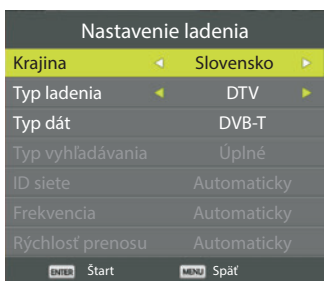 Nastavenie ladenia
Krajina Slovensko
Typ ladenia DTV
Typ dát DVB-T
Typ vyhľadávania Úplné
ID siete Automaticky
Frekvencia Automaticky
Rýchlosť prenosu Automaticky
ENTER Štart MENU Späť